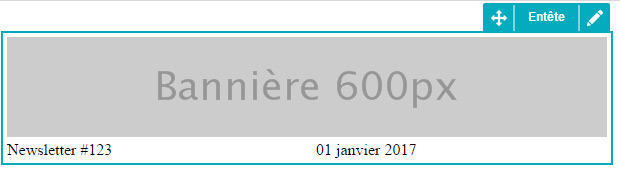 Entête
Bannière 600px
Newsletter #123 01 janvier 2017